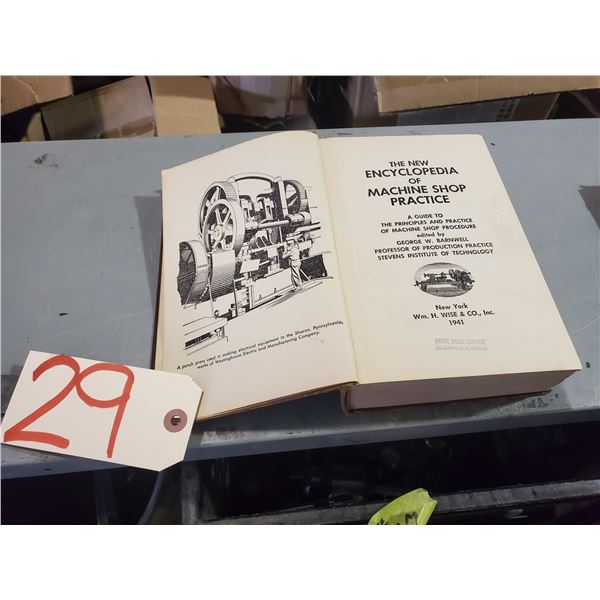 THE NEW
ENCYCLOPEDIA
OF
MACHINE SHOP
PRACTICE
A GUIDE TO
THE PRINCIPLES AND PRACTICE
OF MACHINE SHOP PROCEDURE
edited by
GEORGE W. BARNWELL
PROFESSOR OF PRODUCTION PRACTICE
STEVENS INSTITUTE OF TECHNOLOGY
New York
Wm. H. WISE & CO., Inc.
1941
A punch press used in making electrical equipment in the Sharon, Pennsylvania,
works of Westinghouse Electric and Manufacturing Company.
29